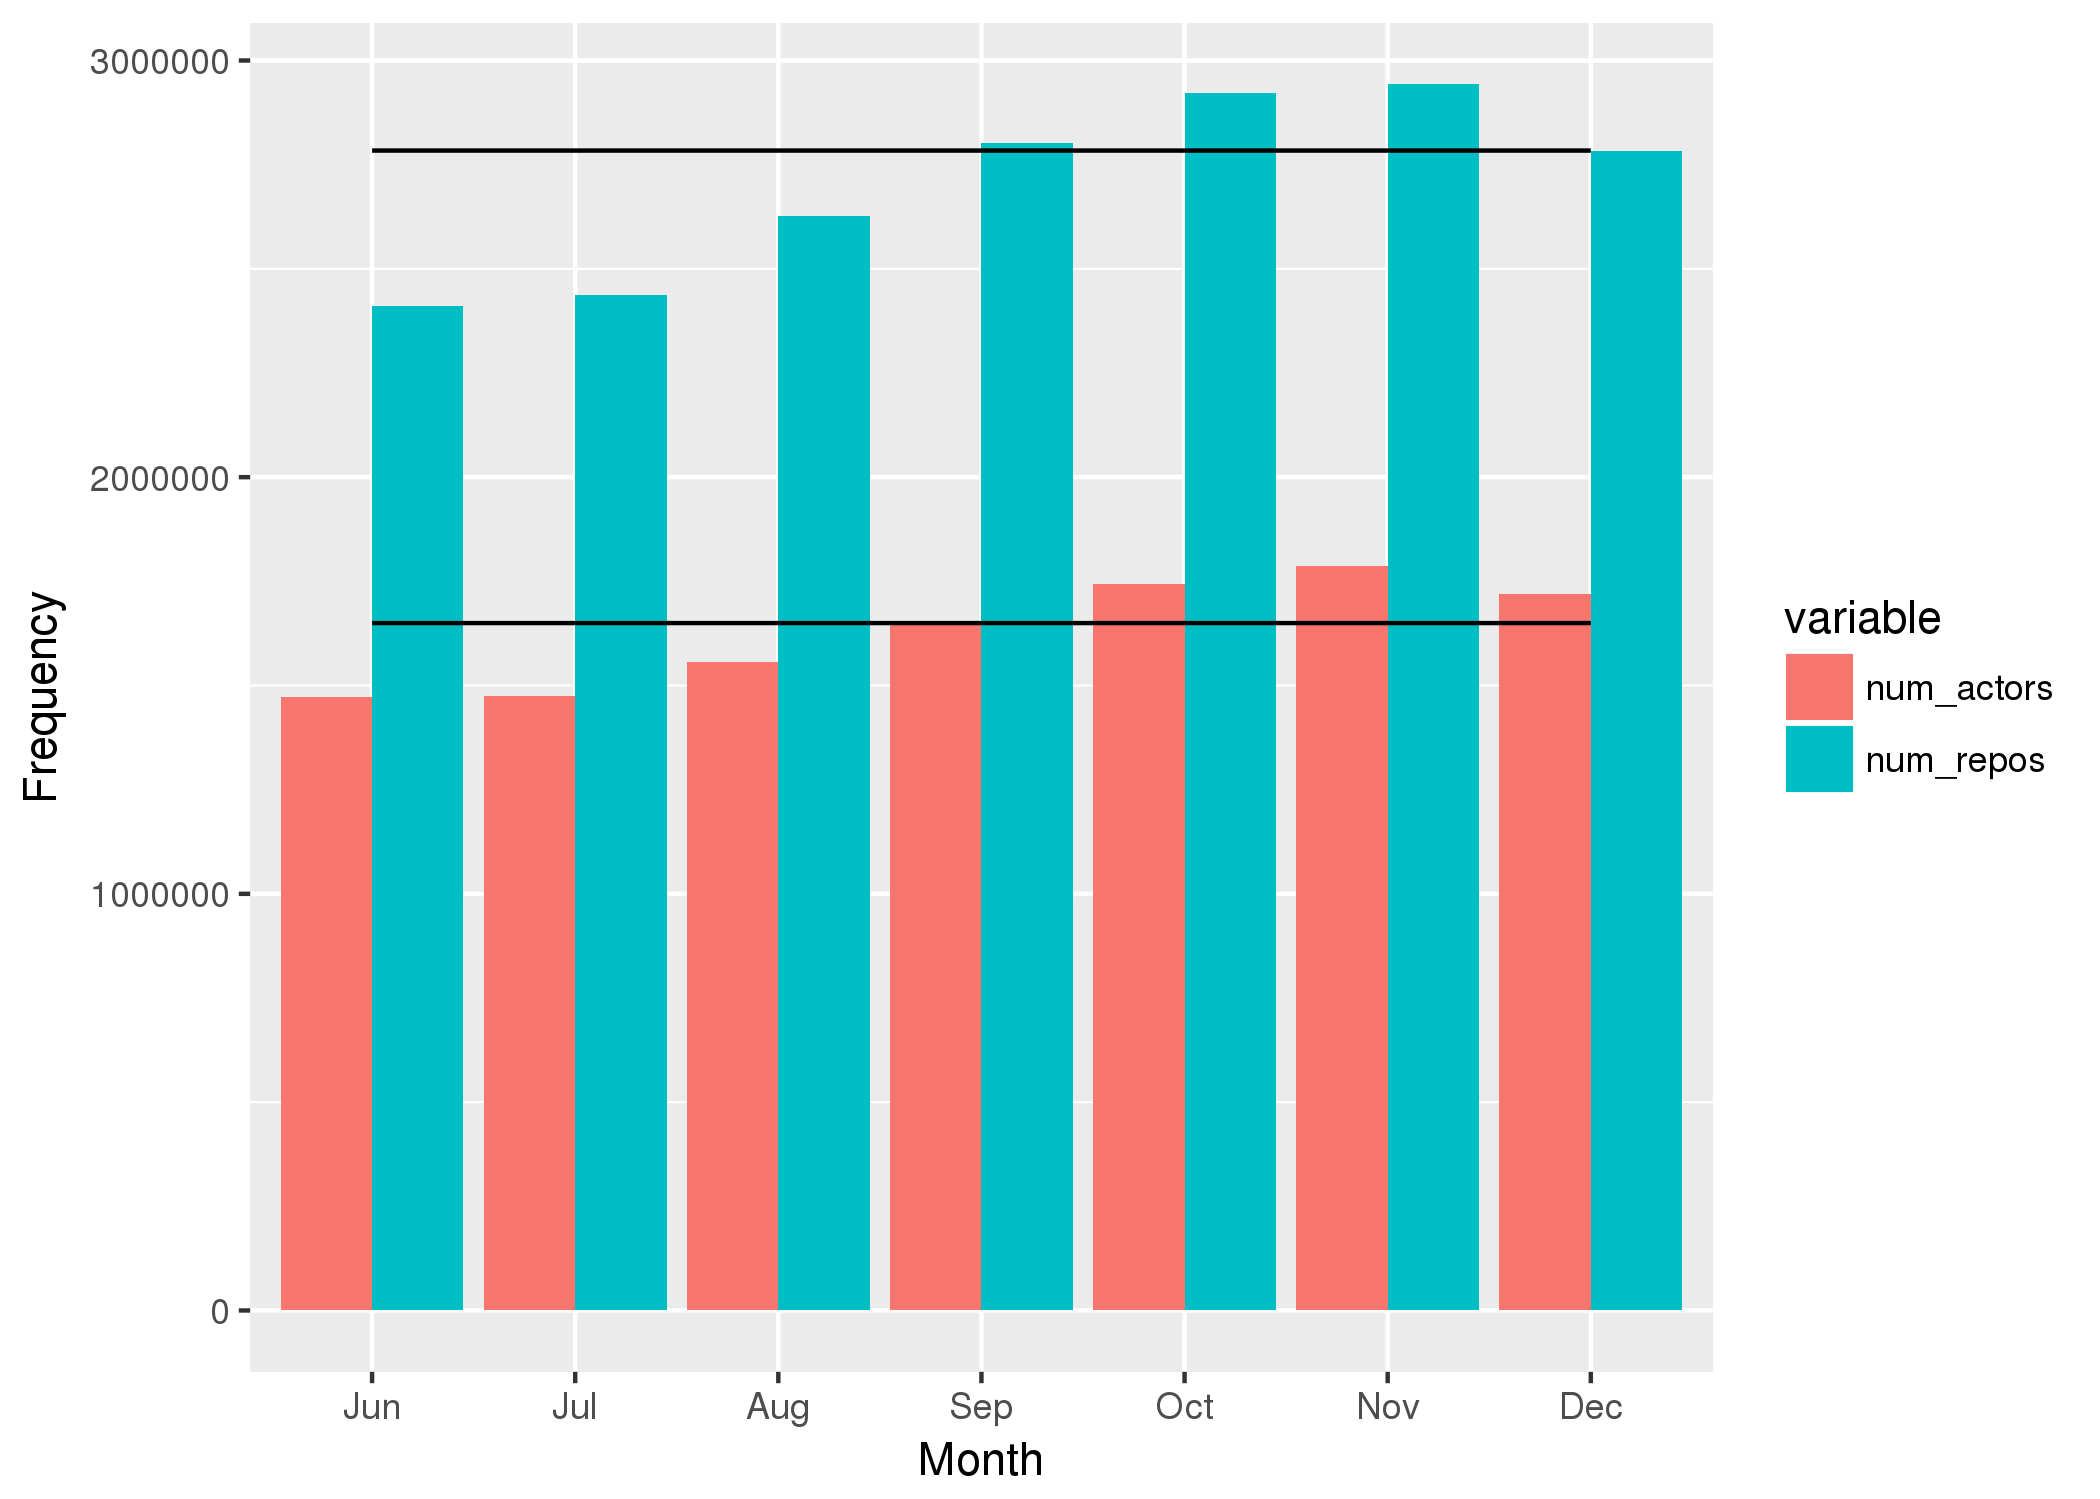 Frequency
3000000
2000000
1000000
0
Jun Jul Aug Sep Oct Nov Dec
Month
variable
num_actors
num_repos